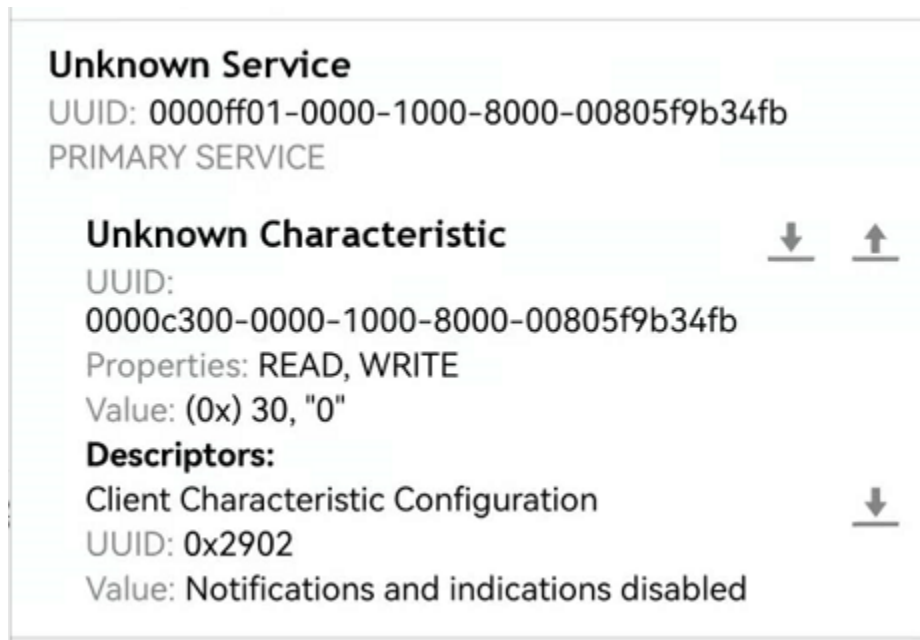 Unknown Service
UUID: 0000ff01-0000-1000-8000-00805f9b34fb
PRIMARY SERVICE
Unknown Characteristic
UUID:
0000c300-0000-1000-8000-00805f9b34fb
Properties: READ, WRITE
Value: (0x) 30, "0"
Descriptors:
Client Characteristic Configuration
UUID: 0x2902
Value: Notifications and indications disabled